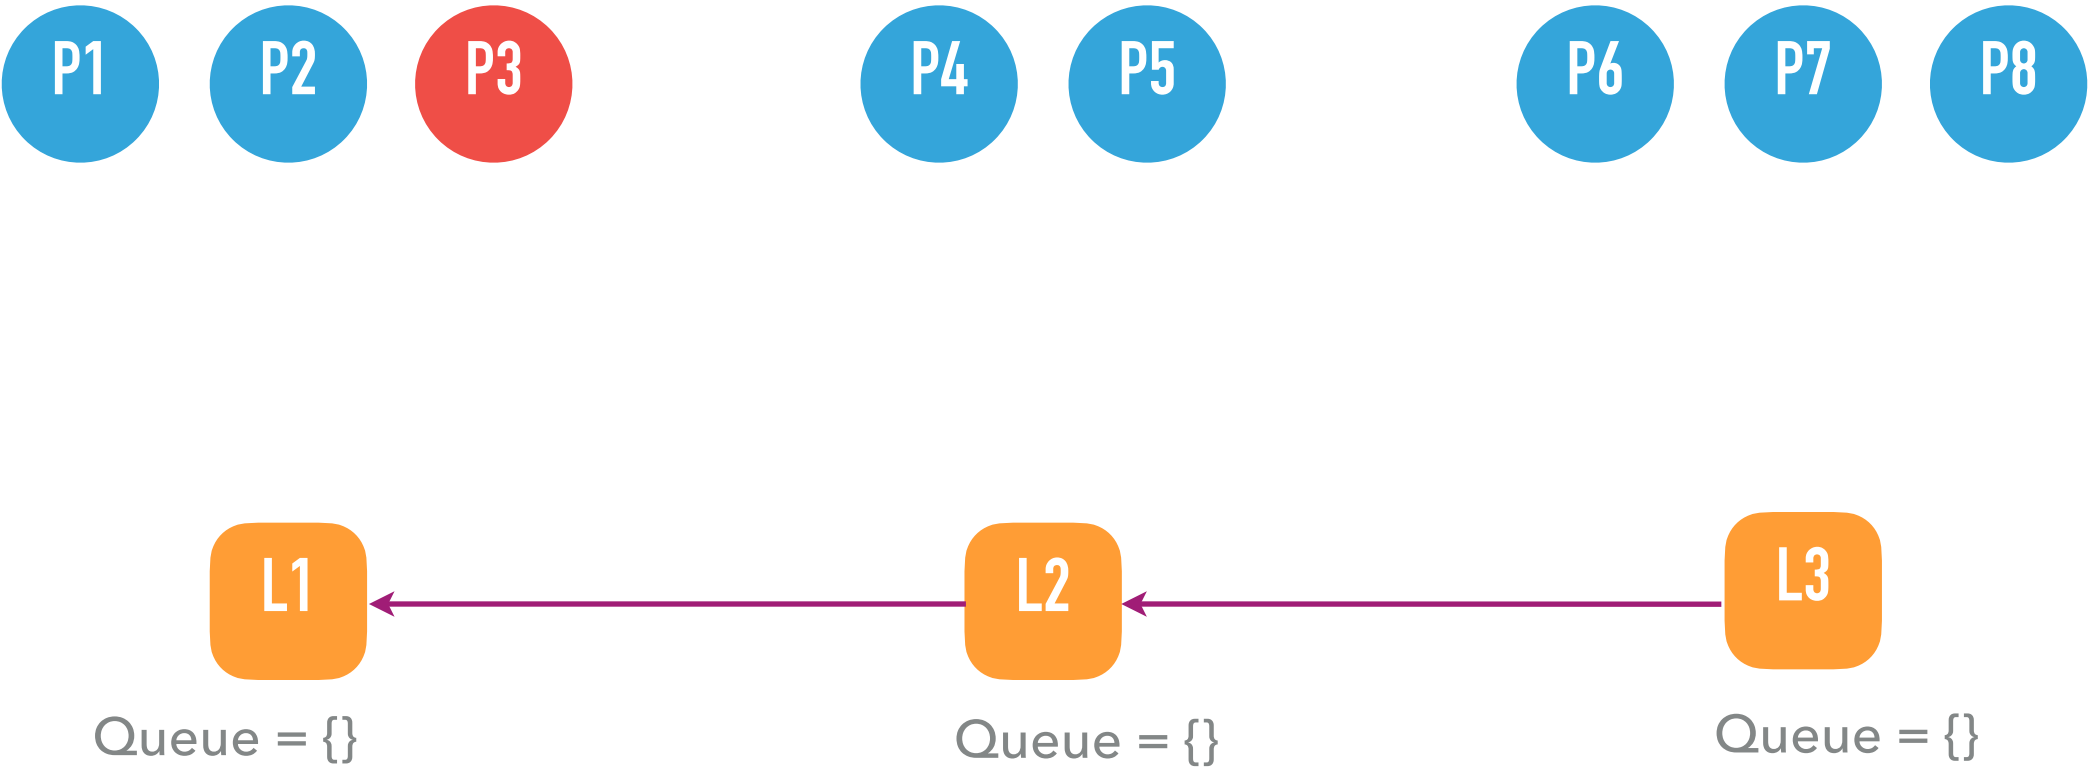 P1 P2 P3 P4 P5 P6 P7 P8
L1 L2 L3
Queue = {} Queue = {} Queue = {}